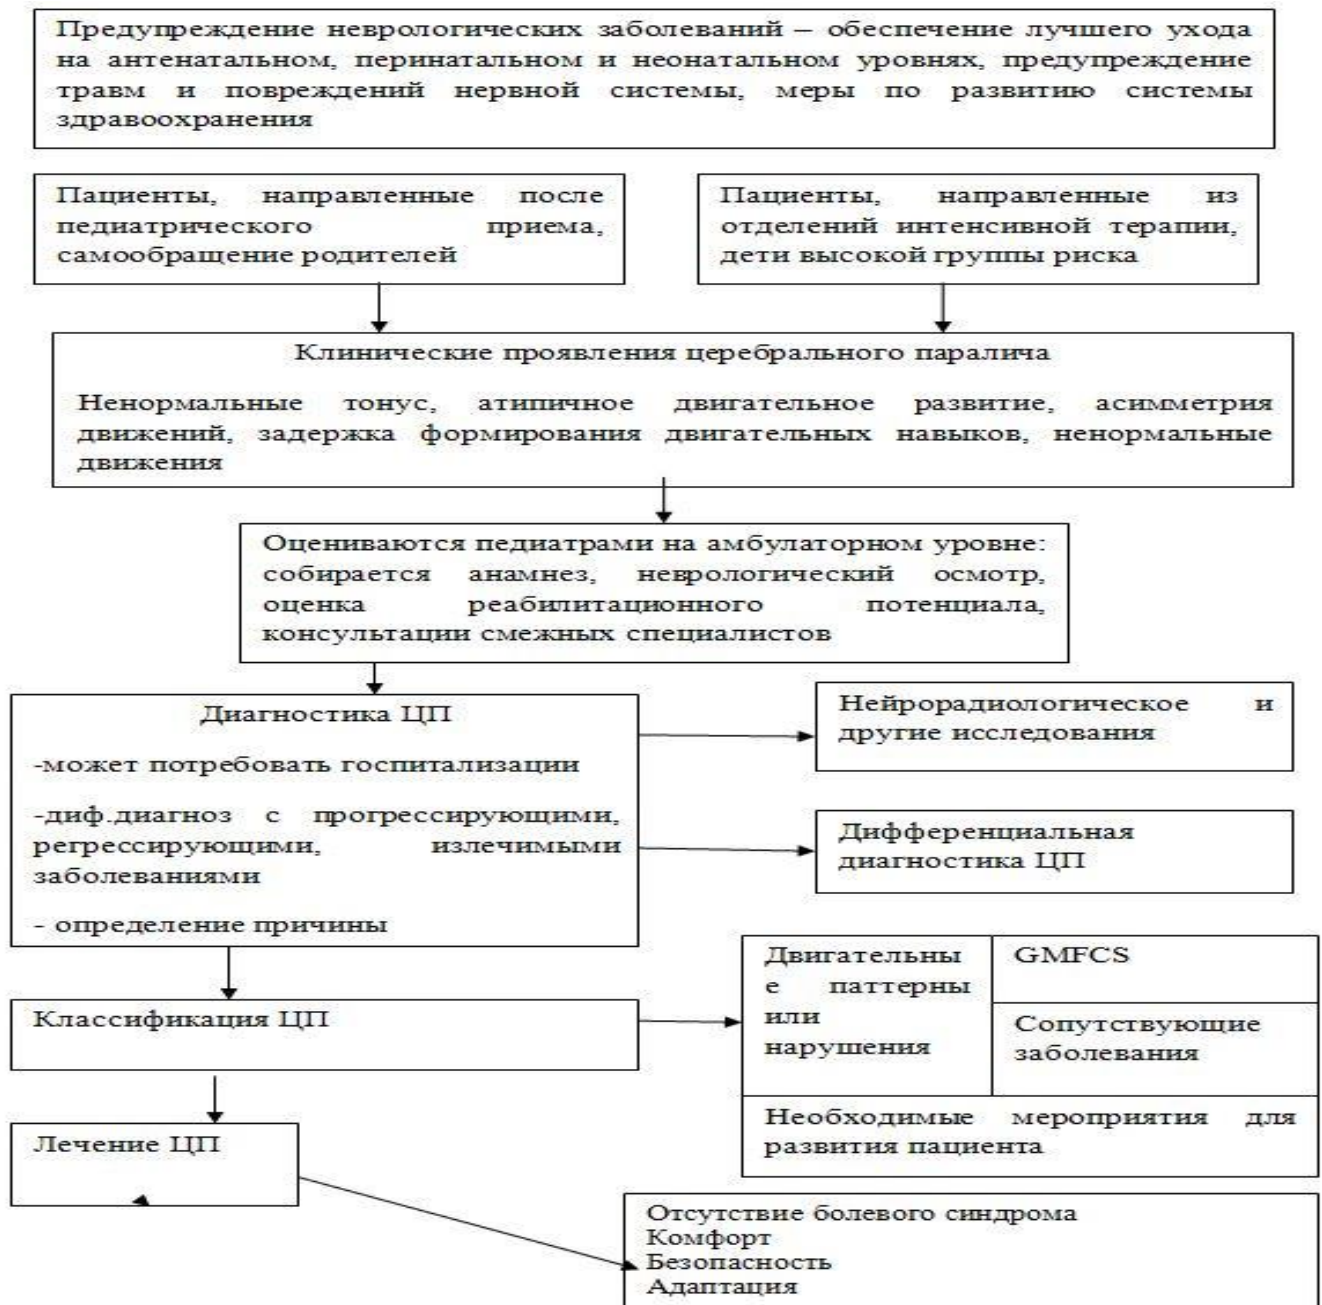 Предупреждение неврологических заболеваний – обеспечение лучшего ухода
на антенатальном, перинатальном и неонатальном уровнях, предупреждение
травм и повреждений нервной системы, меры по развитию системы
здравоохранения
Пациенты, направленные после
педиатрического приема,
самообращение родителей
Пациенты, направленные из
отделений интенсивной терапии,
дети высокой группы риска
Клинические проявления церебрального паралича
Ненормальные тонус, атипичное двигательное развитие, асимметрия
движений, задержка формирования двигательных навыков, ненормальные
движения
Оцениваются педиатрами на амбулаторном уровне:
собирается анамнез, неврологический осмотр,
оценка реабилитационного потенциала,
консультации смежных специалистов
Диагностика ЦП
-может потребовать госпитализации
-диф.диагноз с прогрессирующими,
регрессирующими, излечимыми
заболеваниями
- определение причины
Нейрорадиологическое и
другие исследования
Дифференциальная
диагностика ЦП
Классификация ЦП
Двигательны
е паттерны
или
нарушения
GMFCS
Сопутствующие
заболевания
Необходимые мероприятия для
развития пациента
Лечение ЦП
Отсутствие болевого синдрома
Комфорт
Безопасность
Адаптация